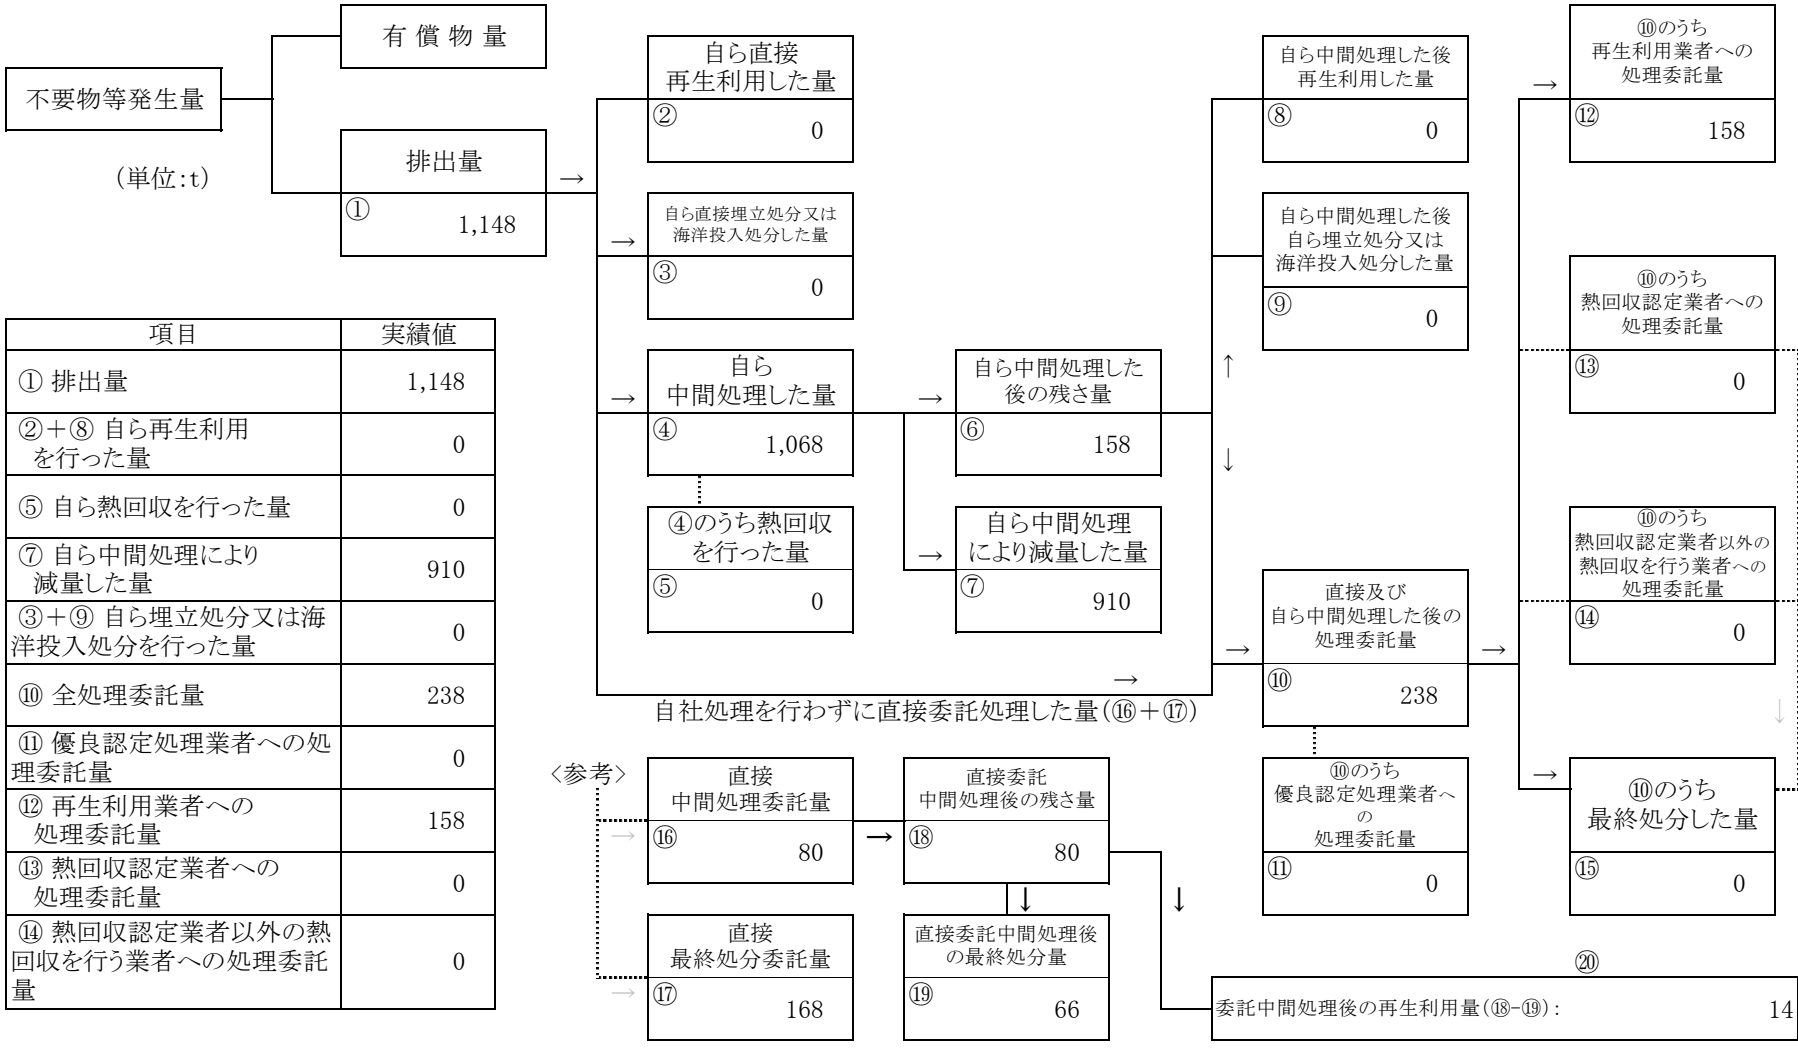 有 償 物 量
不要物等発生量
(単位:t)
排出量
①
1,148
→
自ら直接
再生利用した量
②
0
→
自ら直接埋立処分又は
海洋投入処分した量
③
0
→
自ら
中間処理した量
④
1,068
④のうち熱回収
を行った量
⑤
0
→
自ら中間処理した
後の残さ量
⑥
158
→
自ら中間処理
により減量した量
⑦
910
↑
↓
自ら中間処理した後
再生利用した量
⑧
0
自ら中間処理した後
自ら埋立処分又は
海洋投入処分した量
⑨
0
→
自社処理を行わずに直接委託処理した量(⑯+⑰)
→
直接及び
自ら中間処理した後の
処理委託量
⑩
238
→
⑩のうち
優良認定処理業者へ
の
処理委託量
⑪
0
→
⑩のうち
再生利用業者への
処理委託量
⑫
158
⑩のうち
熱回収認定業者への
処理委託量
⑬
0
⑩のうち
熱回収認定業者以外の
熱回収を行う業者への
処理委託量
⑭
0
↓
→
⑩のうち
最終処分した量
⑮
0
項目 実績値
① 排出量 1,148
②+⑧ 自ら再生利用
を行った量 0
⑤ 自ら熱回収を行った量 0
⑦ 自ら中間処理により
減量した量 910
③+⑨ 自ら埋立処分又は海
洋投入処分を行った量 0
⑩ 全処理委託量 238
⑪ 優良認定処理業者への処
理委託量 0
⑫ 再生利用業者への
処理委託量 158
⑬ 熱回収認定業者への
処理委託量 0
⑭ 熱回収認定業者以外の熱
回収を行う業者への処理委託
量 0
<参考>
→
直接
中間処理委託量
⑯
80
→
直接委託
中間処理後の残さ量
⑱
80
↓
↓
→
直接
最終処分委託量
⑰
168
直接委託中間処理後
の最終処分量
⑲
66
⑳
委託中間処理後の再生利用量(⑱-⑲): 14